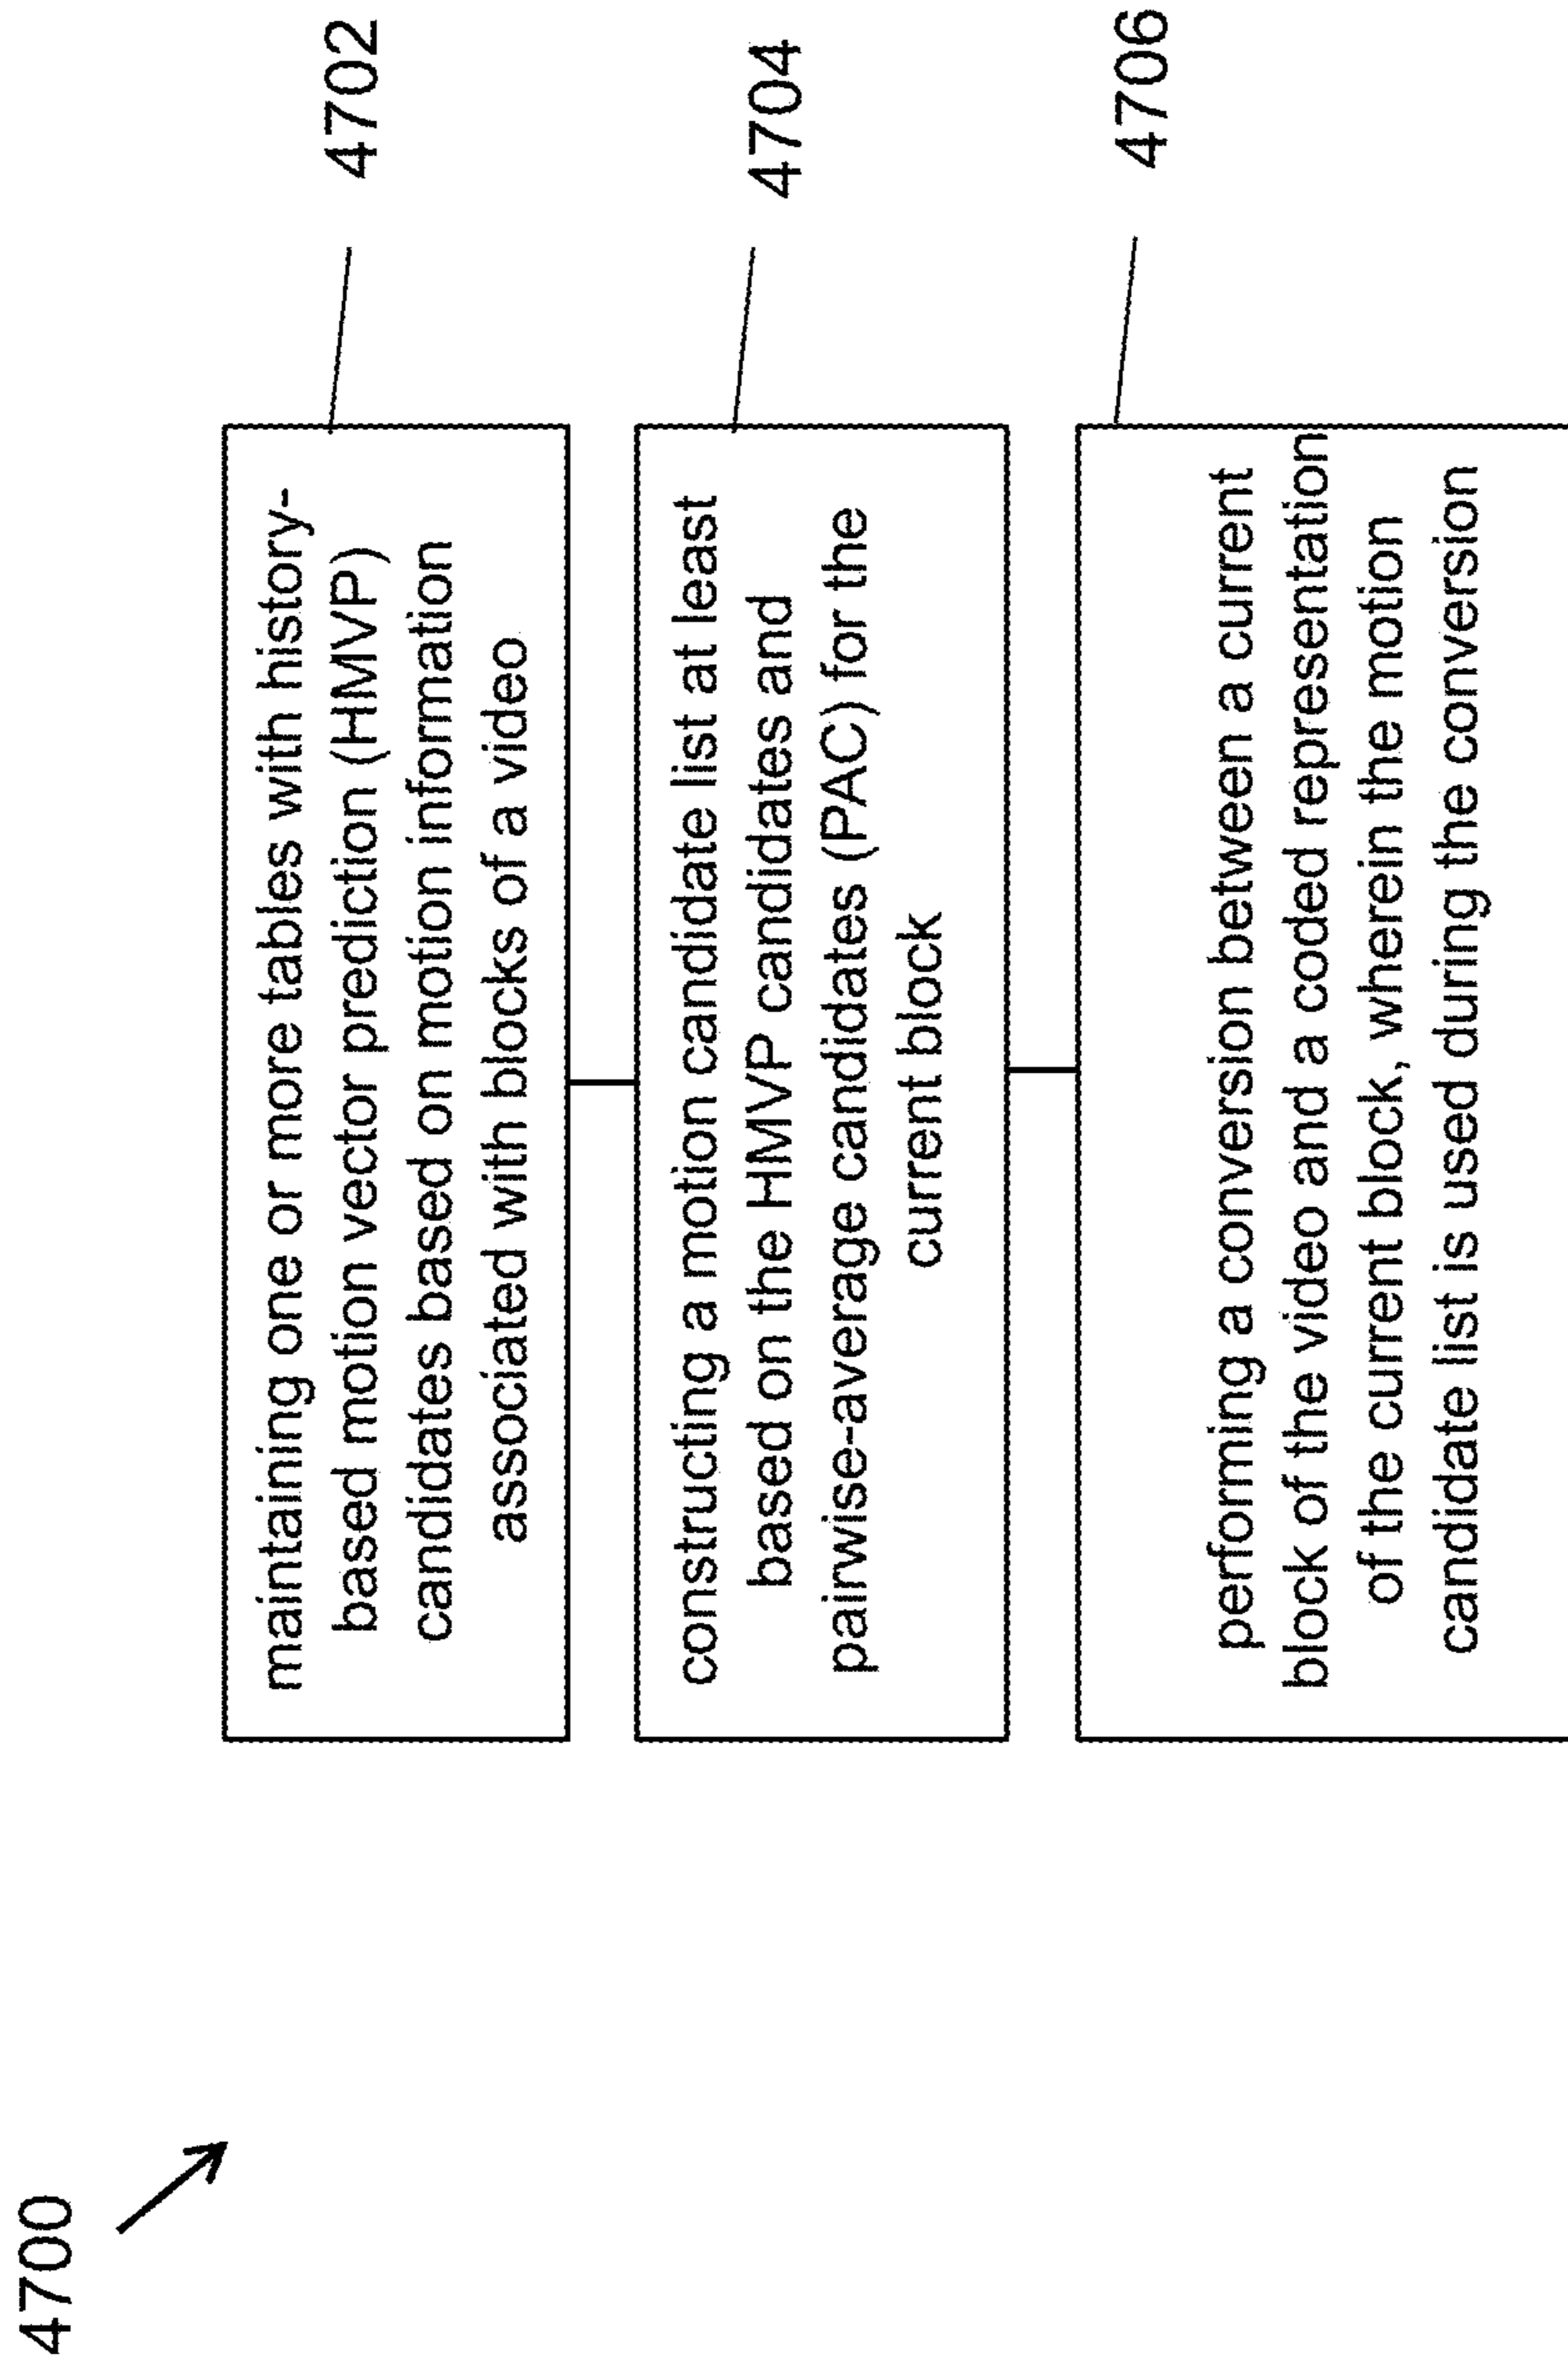 4700
maintaining one or more tables with history-
based motion vector prediction (HMVP)
candidates based on motion information
associated with blocks of a video
4702
constructing a motion candidate list at least
based on the HMVP candidates and
pairwise-average candidates (PAC) for the
current block
4704
performing a conversion between a current
block of the video and a coded representation
of the current block, wherein the motion
candidate list is used during the conversion
4706